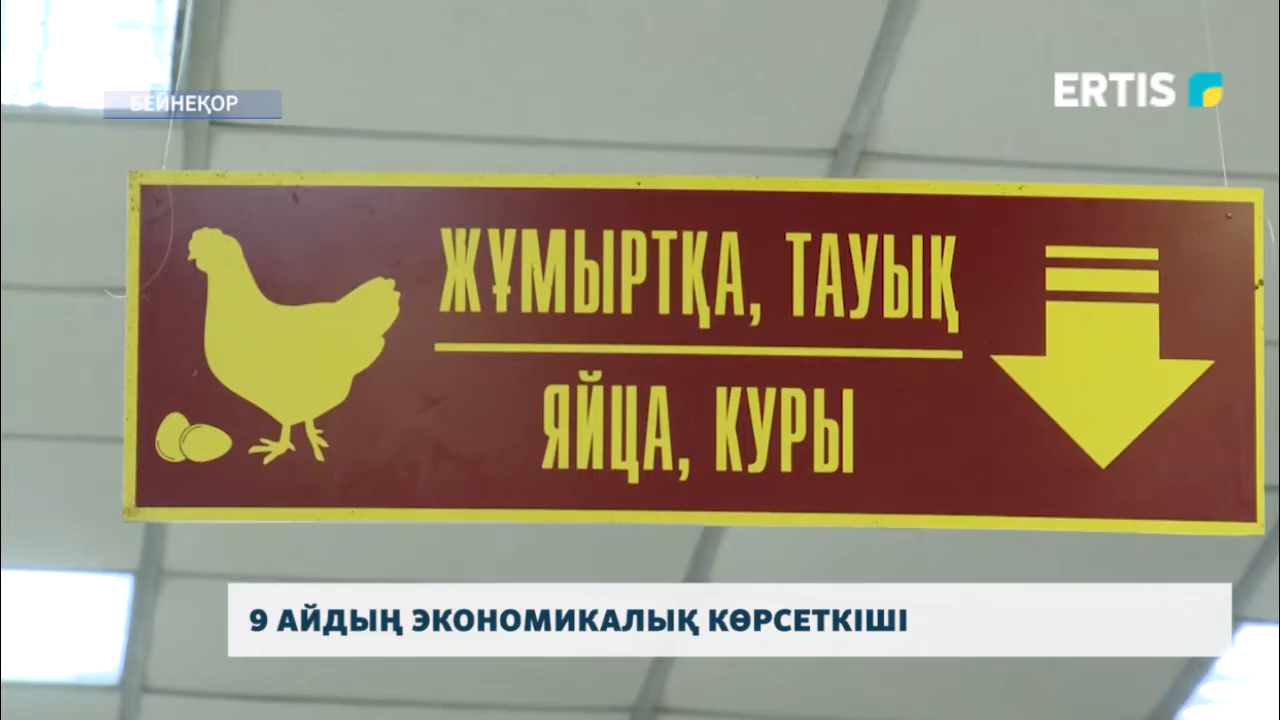 БЕЙНЕҚОР
ERTIS
ЖҰМЫРТҚА, ТАУЫҚ
ЯЙЦА, КУРЫ
9 АЙДЫҢ ЭКОНОМИКАЛЫҚ КӨРСЕТКІШІ